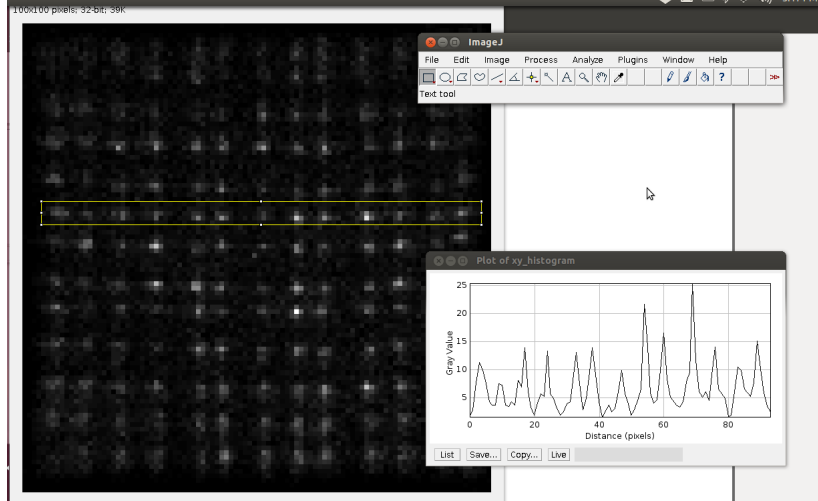 100x100 pixels; 32-bit; 39K
ImageJ
File Edit Image Process Analyze Plugins Window Help
A ?
Text tool
Plot of xy_histogram
25
20
15
10
5
Gray Value
0 20 40 60 80
Distance (pixels)
List Save... Copy... Live